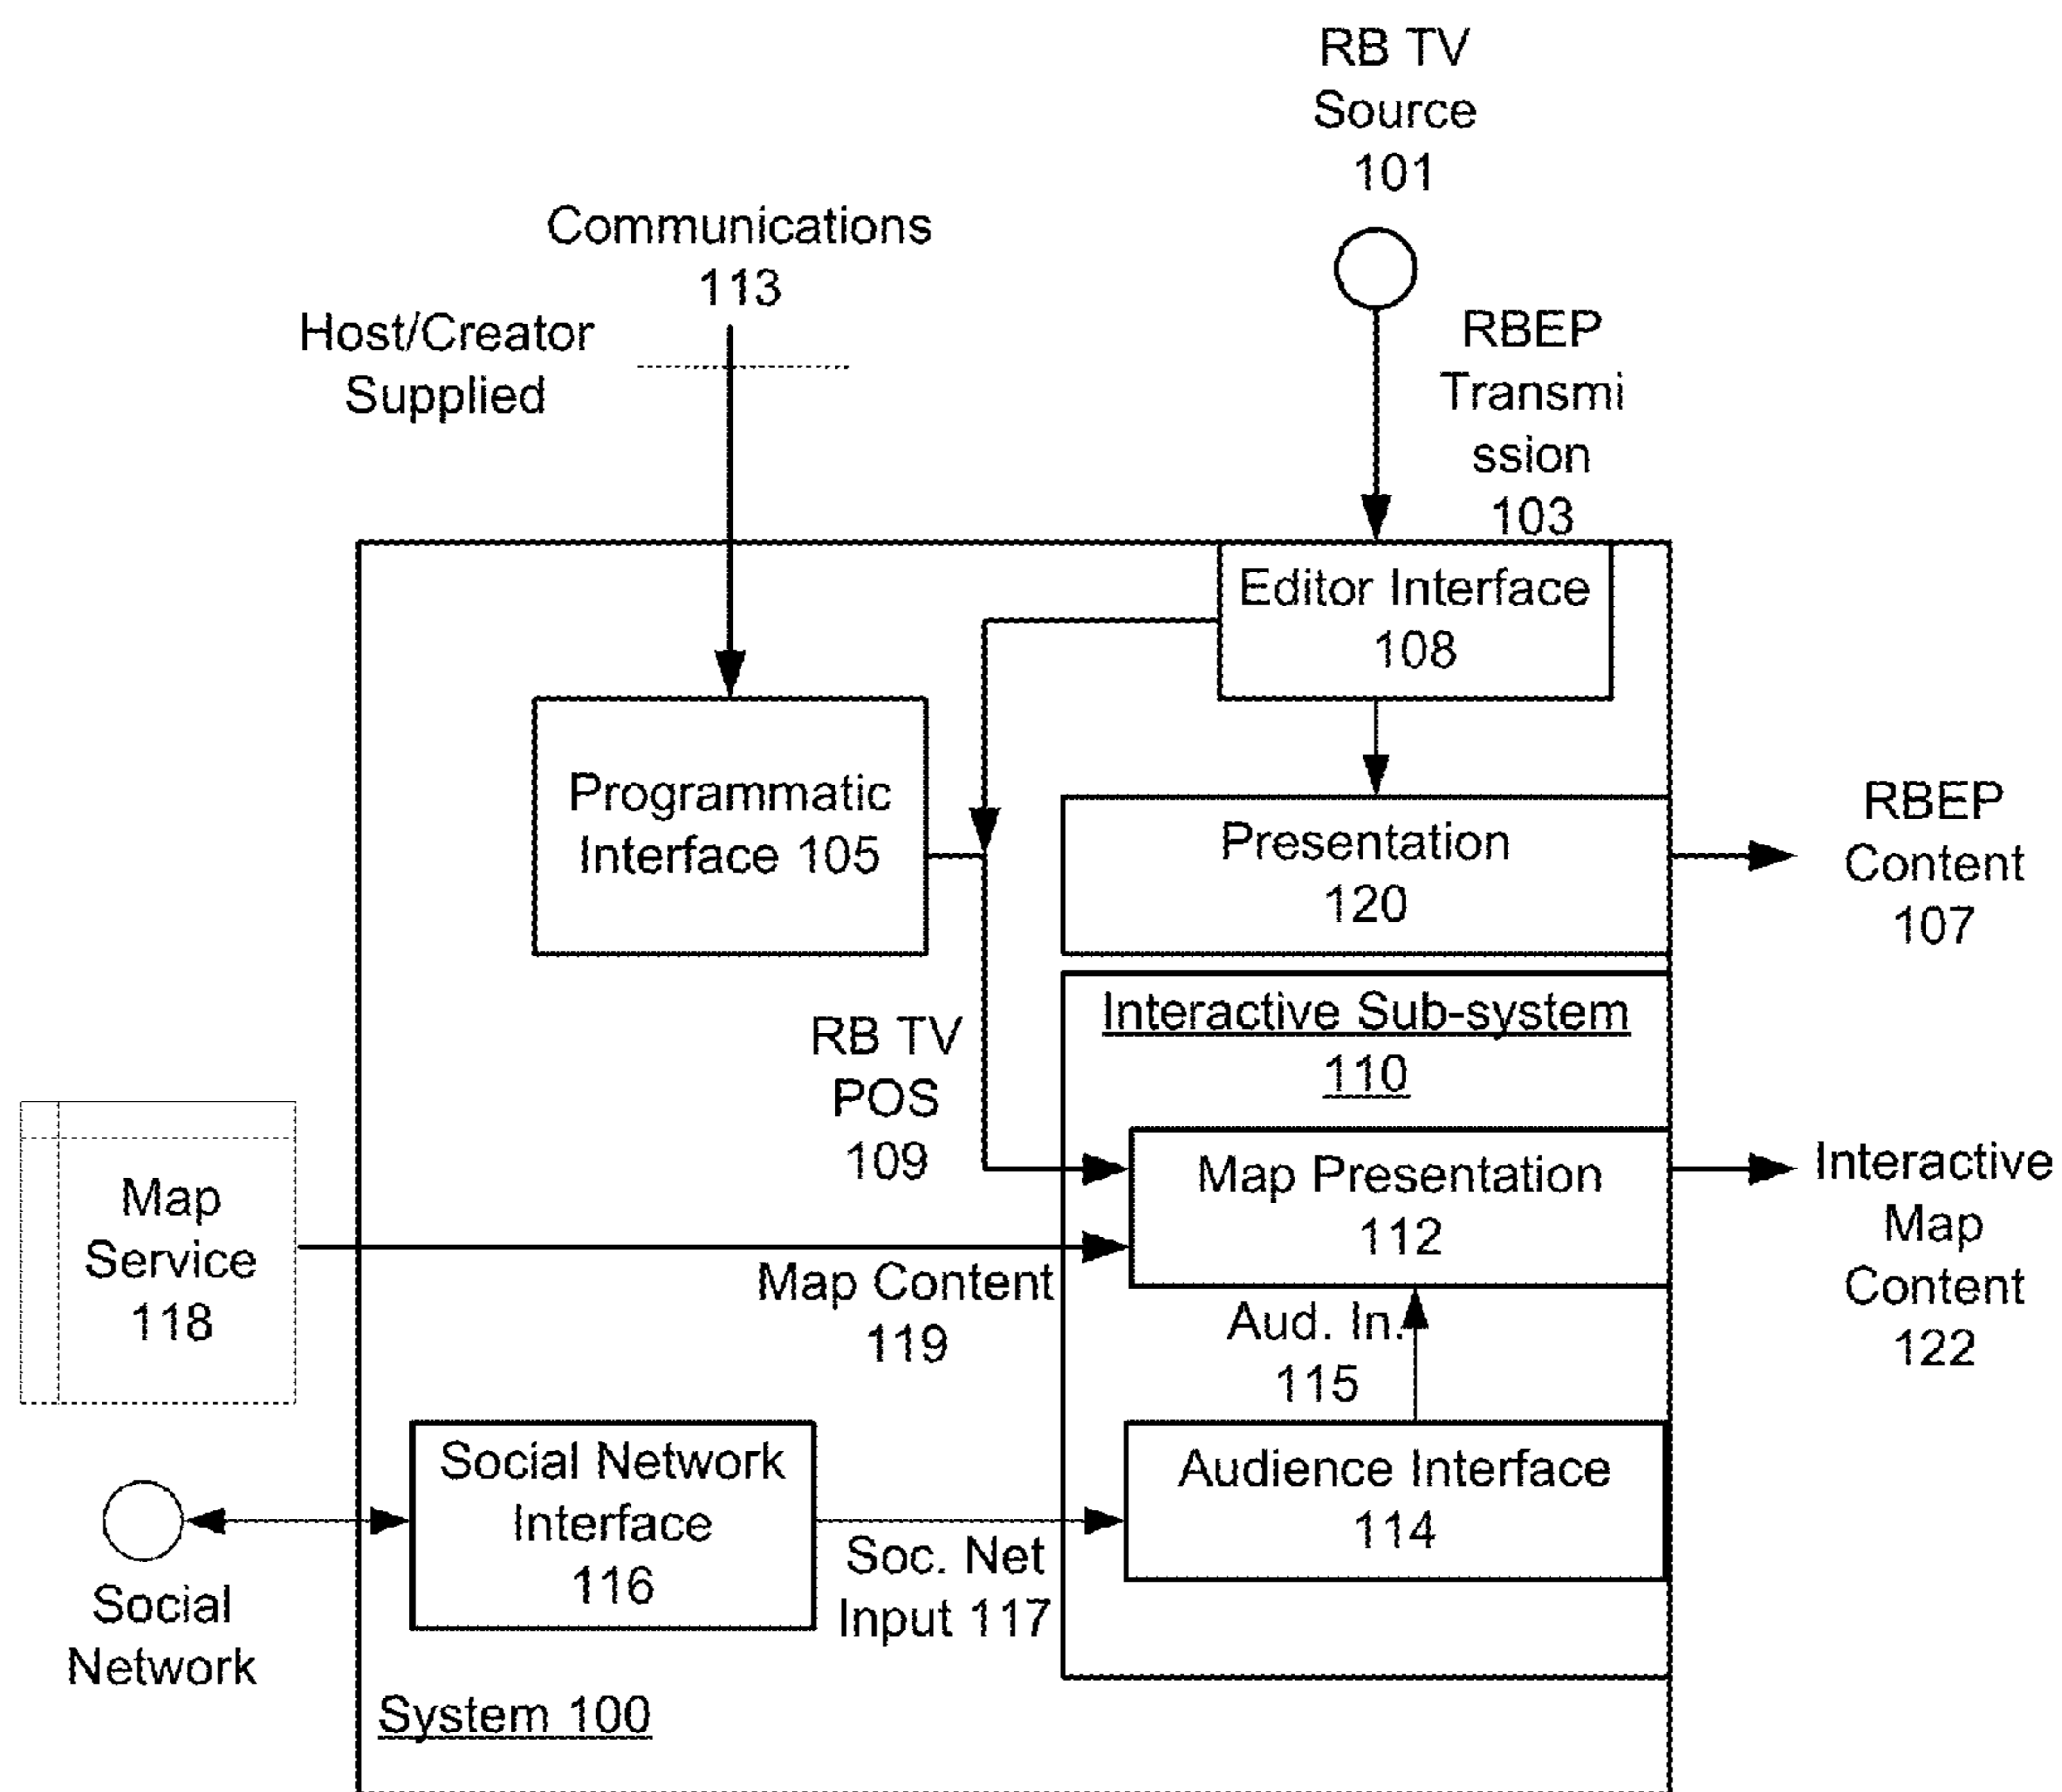 RB TV
Source
101
Communications
113
Host/Creator
Supplied
RBEP
Transmi
ssion
103
Editor Interface
108
Programmatic
Interface 105
Presentation
120
RBEP
Content
107
Interactive Sub-system
110
RB TV
POS
109
Map
Service
118
Map Presentation
112
Interactive
Map
Content
122
Map Content
119
Aud. In.
115
Social Network
Interface
116
Audience Interface
114
Soc. Net
Input 117
Social
Network
System 100